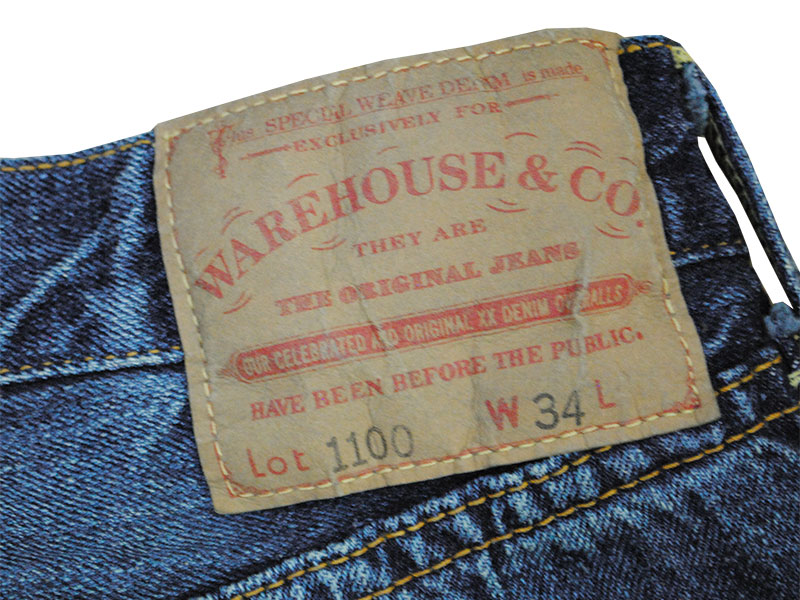 This SPECIAL WEAVE DENIM is made
EXCLUSIVELY FOR
WAREHOUSE & CO.
THEY ARE
THE ORIGINAL JEANS
OUR CELEBRATED AND ORIGINAL XX DENIM OVERALLS
HAVE BEEN BEFORE THE PUBLIC.
Lot 1100 W 34 L